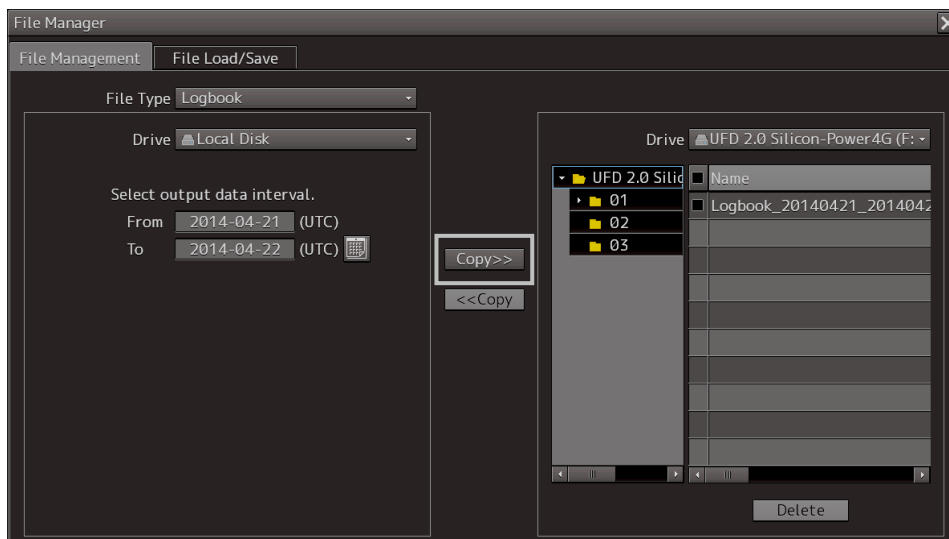 File Manager
File Management
File Load/Save
File Type Logbook
Drive Local Disk
Select output data interval.
From 2014-04-21 (UTC)
To 2014-04-22 (UTC)
Copy>>
<<Copy
Drive UFD 2.0 Silicon-Power4G (F:
UFD 2.0 Silic
01
02
03
Name
Logbook_20140421_2014042
Delete